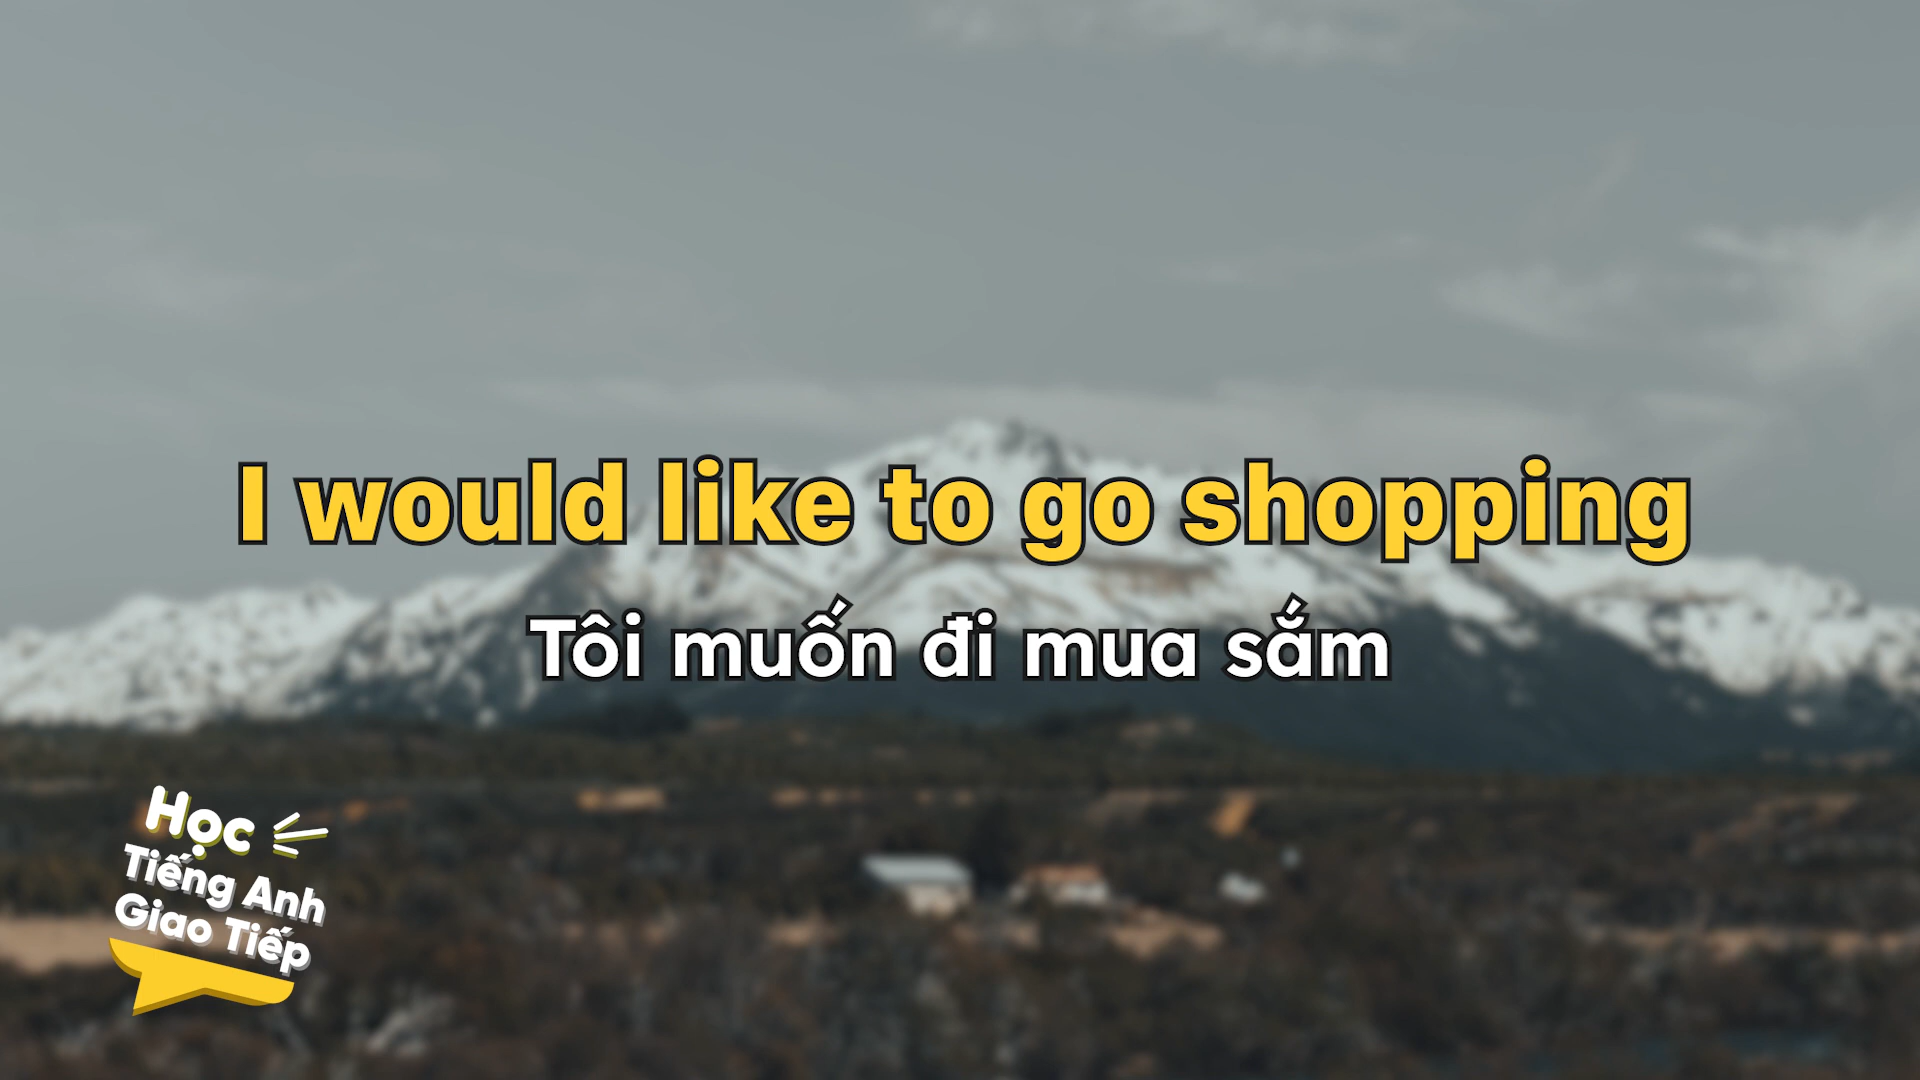 I would like to go shopping
Tôi muốn đi mua sắm
Học
Tiếng Anh
Giao Tiếp